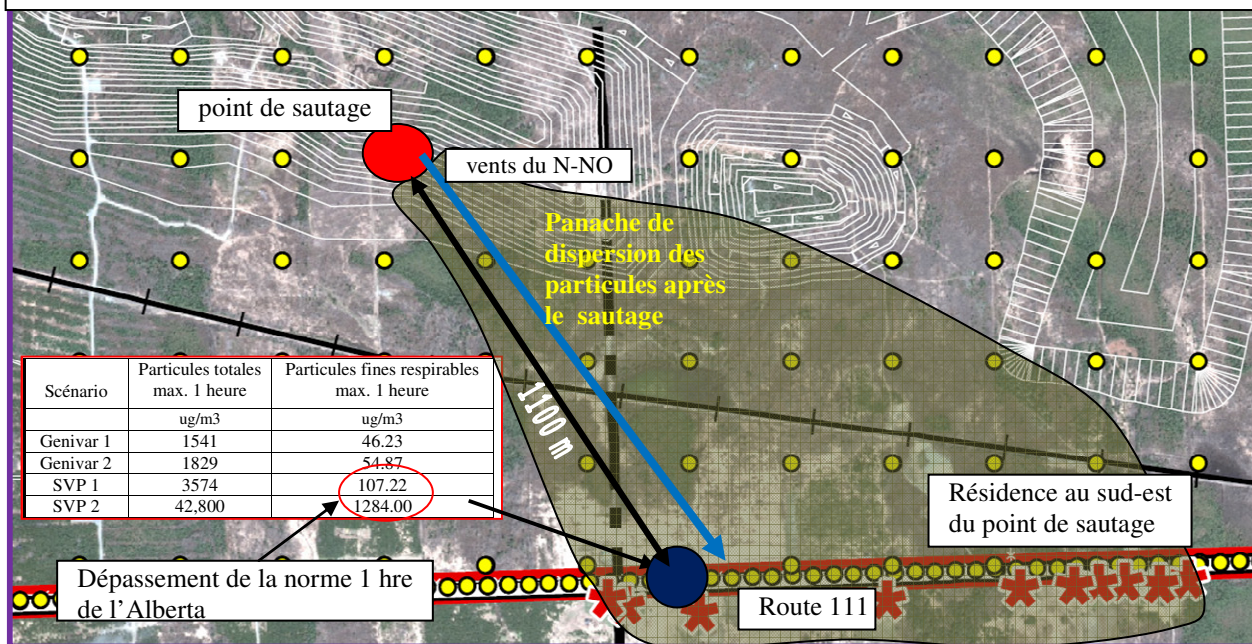 point de sautage
vents du N-NO
Panache de
dispersion des
particules après
le sautage
1100 m
Scénario
Particules totales
max. 1 heure
Particules fines respirables
max. 1 heure
ug/m3 ug/m3
Genivar 1 1541 46.23
Genivar 2 1829 54.87
SVP 1 3574 107.22
SVP 2 42,800 1284.00
Résidence au sud-est
du point de sautage
Dépassement de la norme 1 hre
de l'Alberta
Route 111